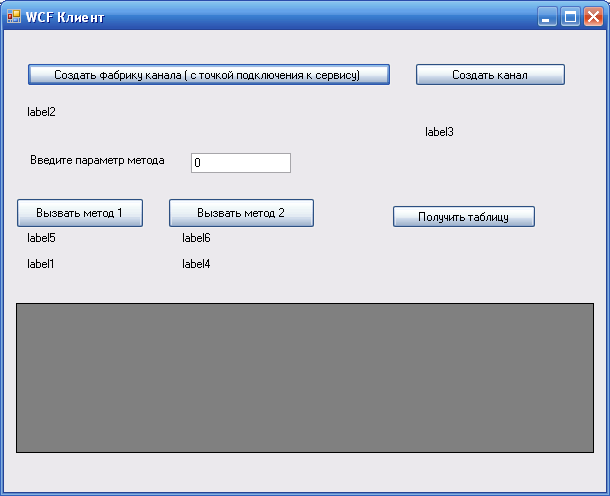 WCF Клиент
Создать фабрику канала ( с точкой подключения к сервису)
Создать канал
label2
label3
Введите параметр метода
0
Вызвать метод 1
Вызвать метод 2
Получить таблицу
label5
label6
label1
label4